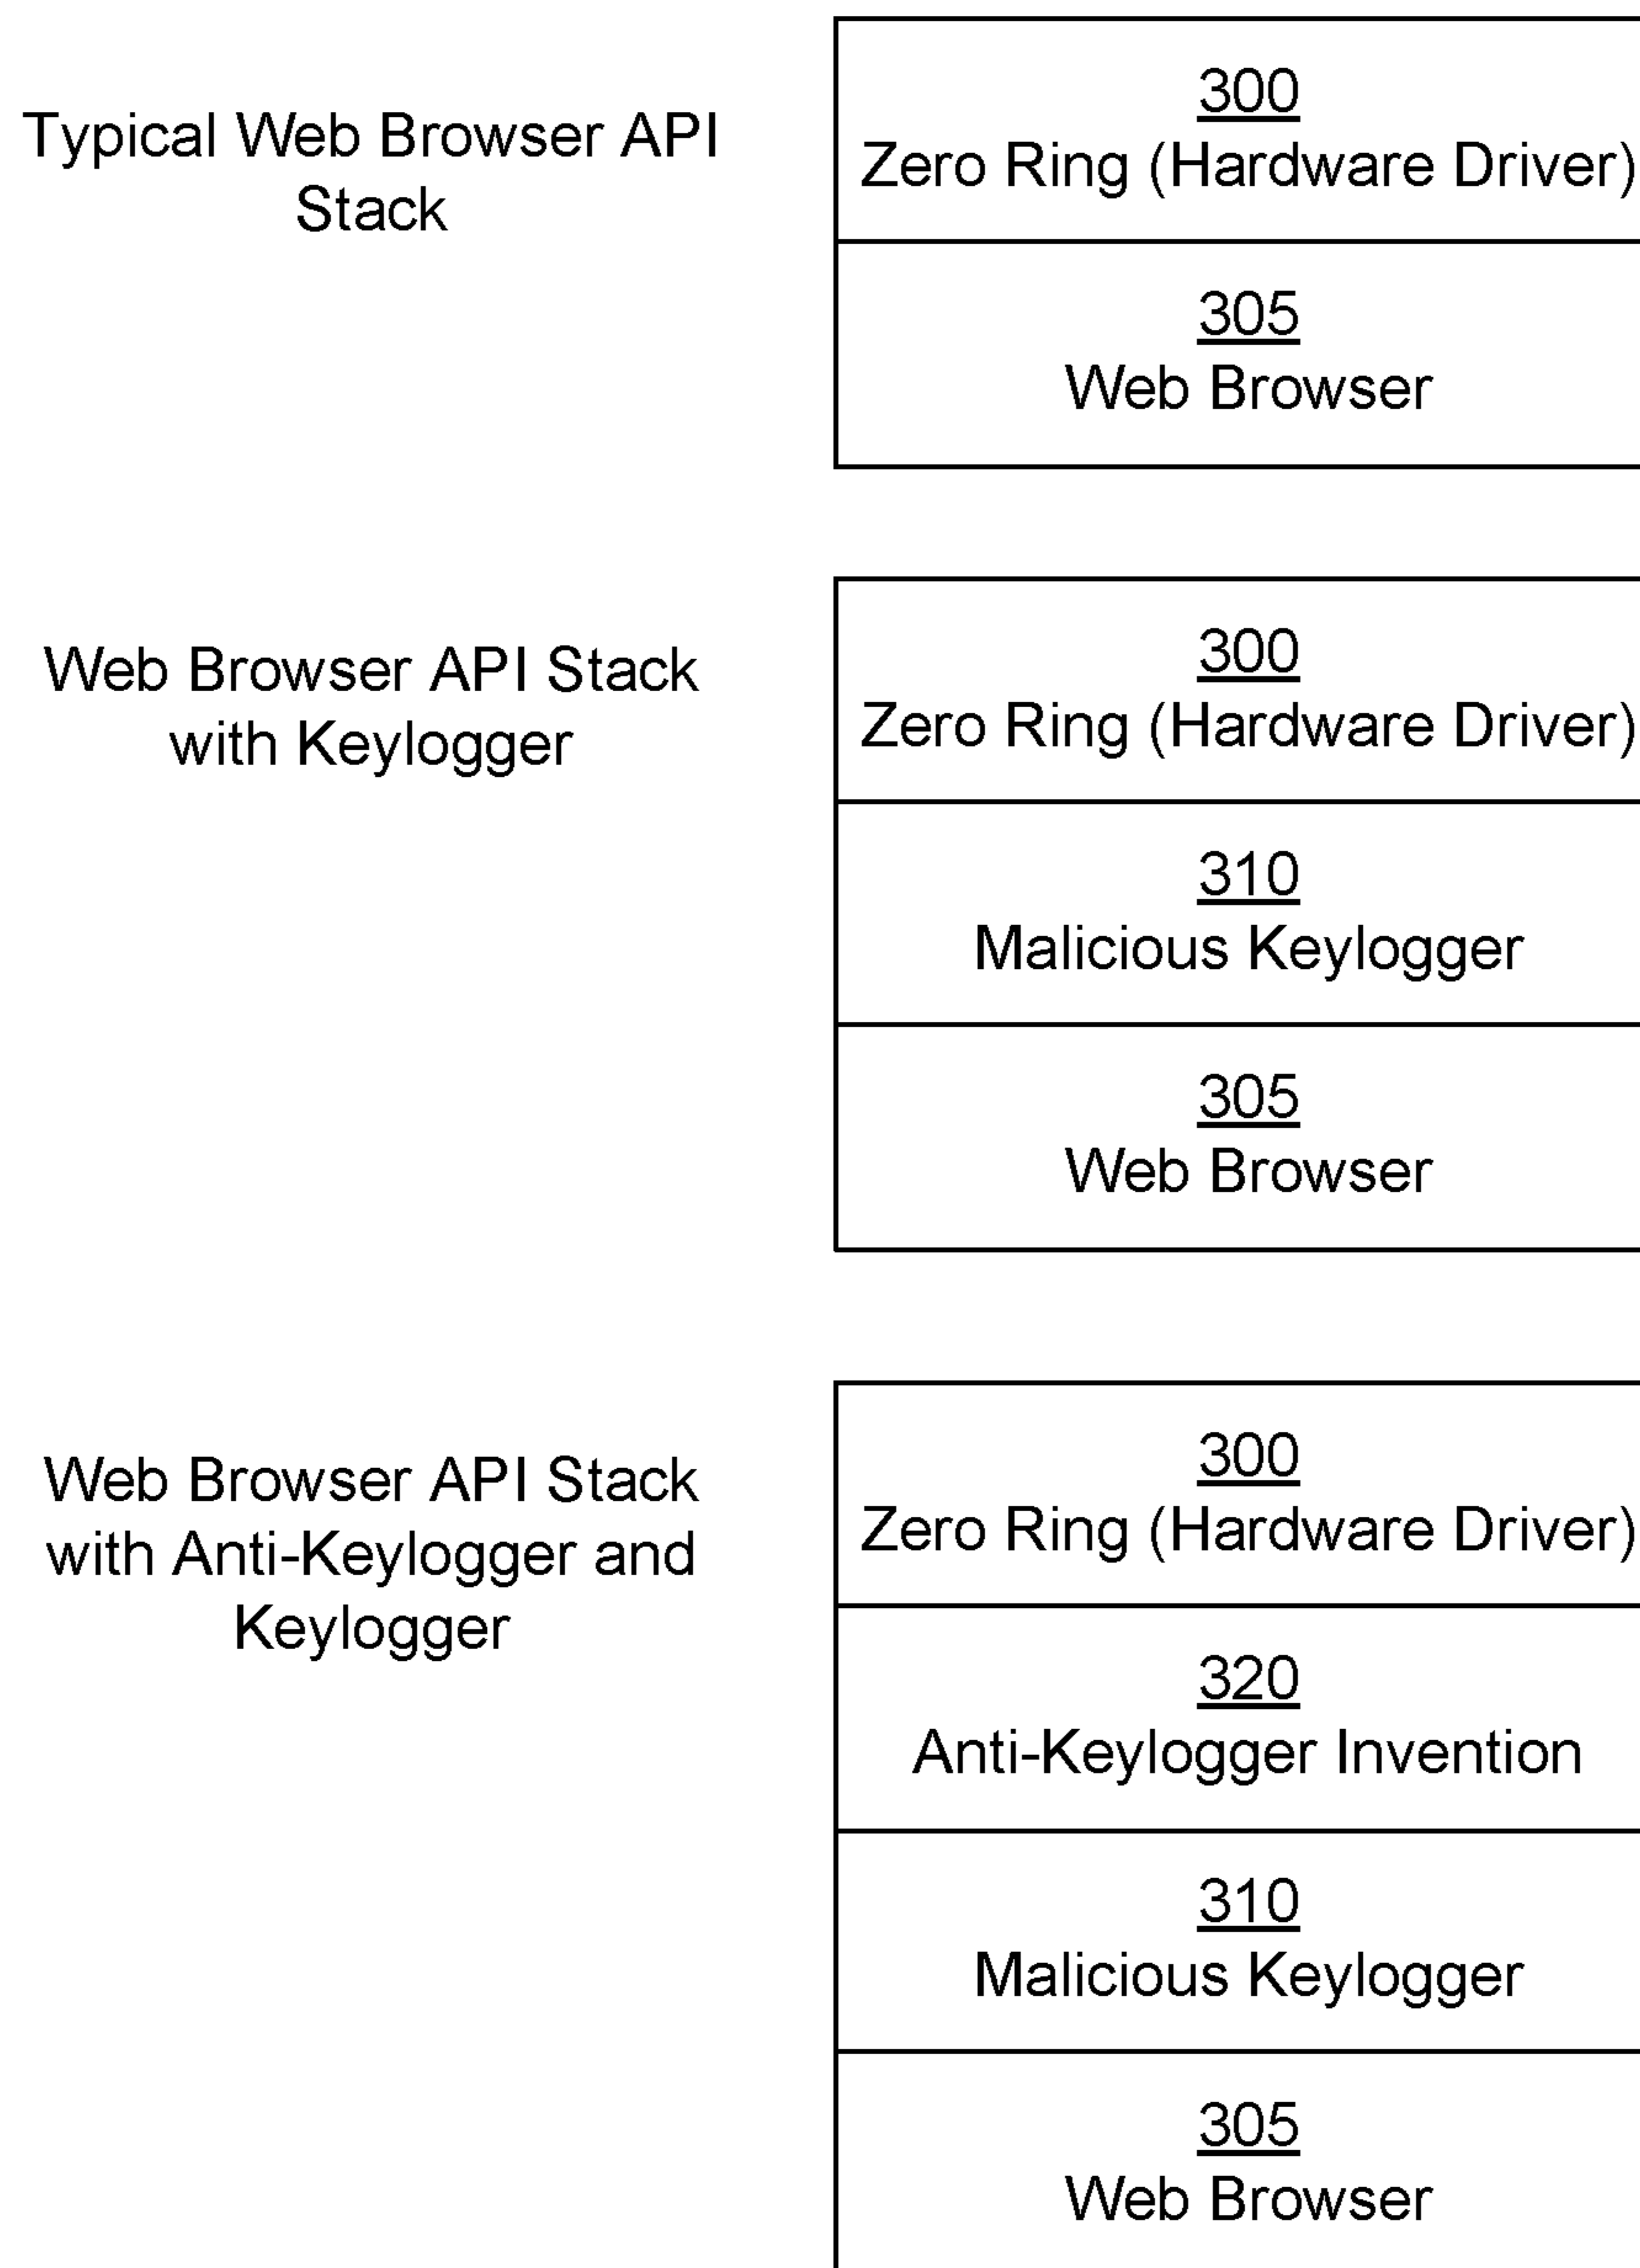 Typical Web Browser API
Stack
300
Zero Ring (Hardware Driver)
305
Web Browser
Web Browser API Stack
with Keylogger
300
Zero Ring (Hardware Driver)
310
Malicious Keylogger
305
Web Browser
Web Browser API Stack
with Anti-Keylogger and
Keylogger
300
Zero Ring (Hardware Driver)
320
Anti-Keylogger Invention
310
Malicious Keylogger
305
Web Browser